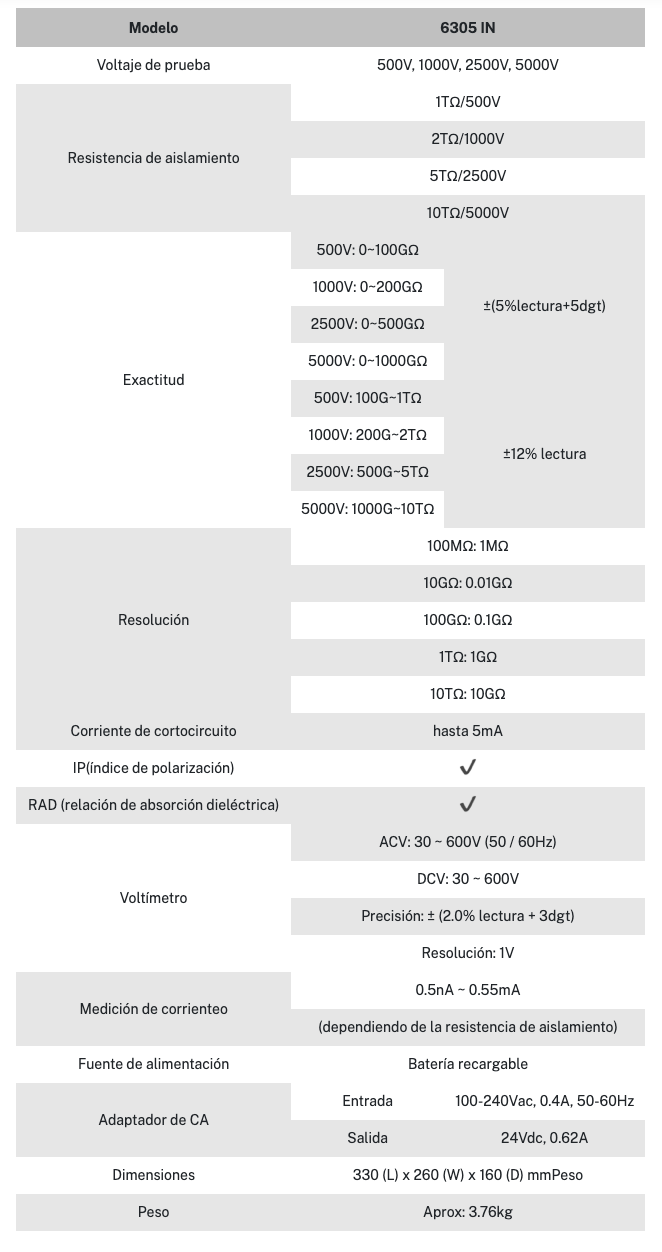 Modelo 6305 IN
Voltaje de prueba 500V, 1000V, 2500V, 5000V
Resistencia de aislamiento
1TΩ/500V
2TΩ/1000V
5TΩ/2500V
10TΩ/5000V
Exactitud
500V: 0~100GΩ
1000V: 0~200GΩ
2500V: 0~500GΩ
5000V: 0~1000GΩ
±(5%lectura+5dgt)
500V: 100G~1TΩ
1000V: 200G~2TΩ
2500V: 500G~5TΩ
5000V: 1000G~10TΩ
±12% lectura
Resolución
100MΩ: 1MΩ
10GΩ: 0.01GΩ
100GΩ: 0.1GΩ
1TΩ: 1GΩ
10TΩ: 10GΩ
Corriente de cortocircuito hasta 5mA
IP(índice de polarización) ✓
RAD (relación de absorción dieléctrica) ✓
Voltímetro
ACV: 30 ~ 600V (50 / 60Hz)
DCV: 30 ~ 600V
Precisión: ± (2.0% lectura + 3dgt)
Resolución: 1V
Medición de corrienteo
0.5nA ~ 0.55mA
(dependiendo de la resistencia de aislamiento)
Fuente de alimentación Batería recargable
Adaptador de CA
Entrada 100-240Vac, 0.4A, 50-60Hz
Salida 24Vdc, 0.62A
Dimensiones 330 (L) x 260 (W) x 160 (D) mmPeso
Peso Aprox: 3.76kg